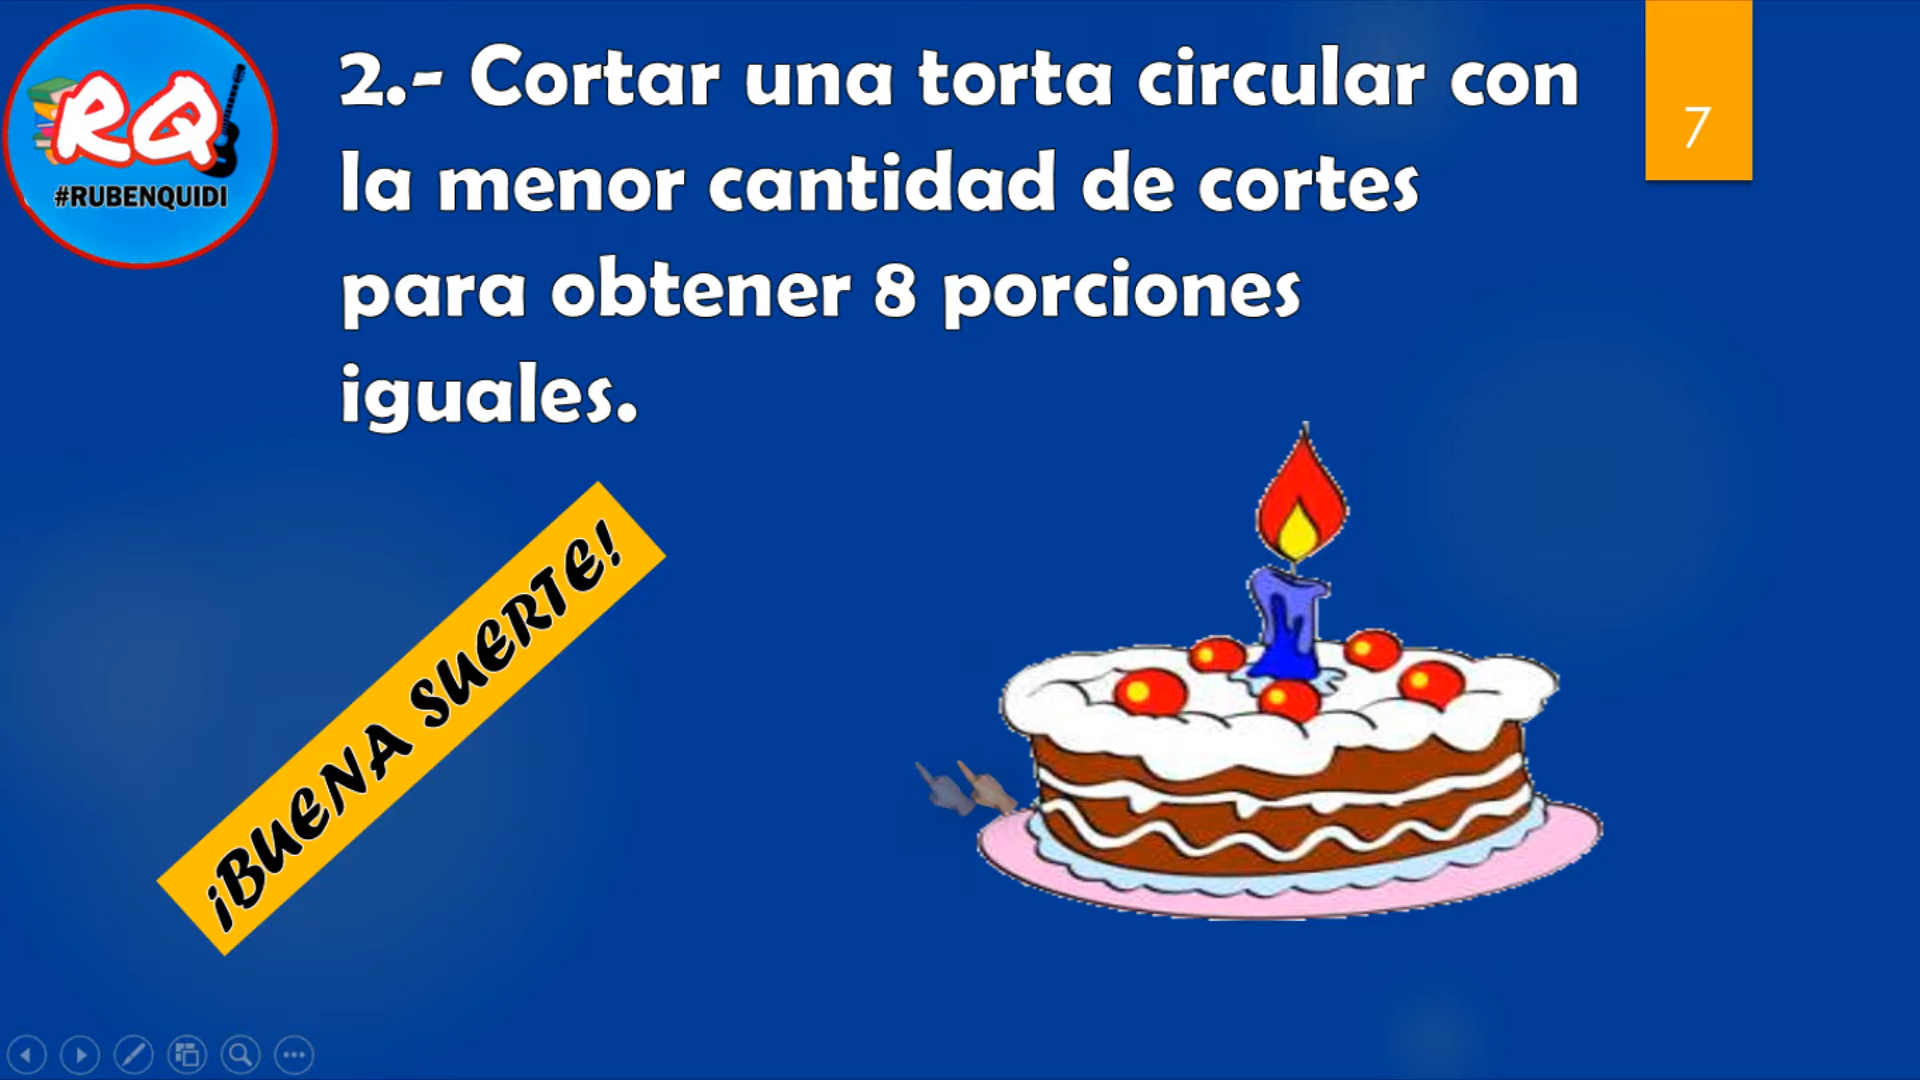 RQ
#RUBENQUIDI
2.- Cortar una torta circular con
la menor cantidad de cortes
para obtener 8 porciones
iguales.
7
¡BUENA SUERTE!